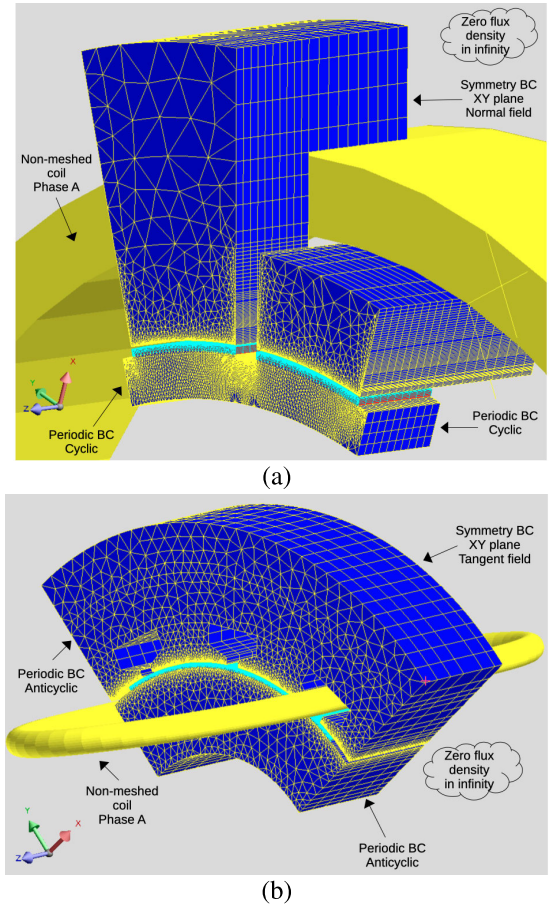 Zero flux
density
in infinity
Symmetry BC
XY plane
Normal field
Non-meshed
coil
Phase A
X
Y
Z
Periodic BC
Cyclic
Periodic BC
Cyclic
(a)
Symmetry BC
XY plane
Tangent field
Periodic BC
Anticyclic
Zero flux
density
in infinity
Non-meshed
coil
Phase A
Y
X
Z
Periodic BC
Anticyclic
(b)